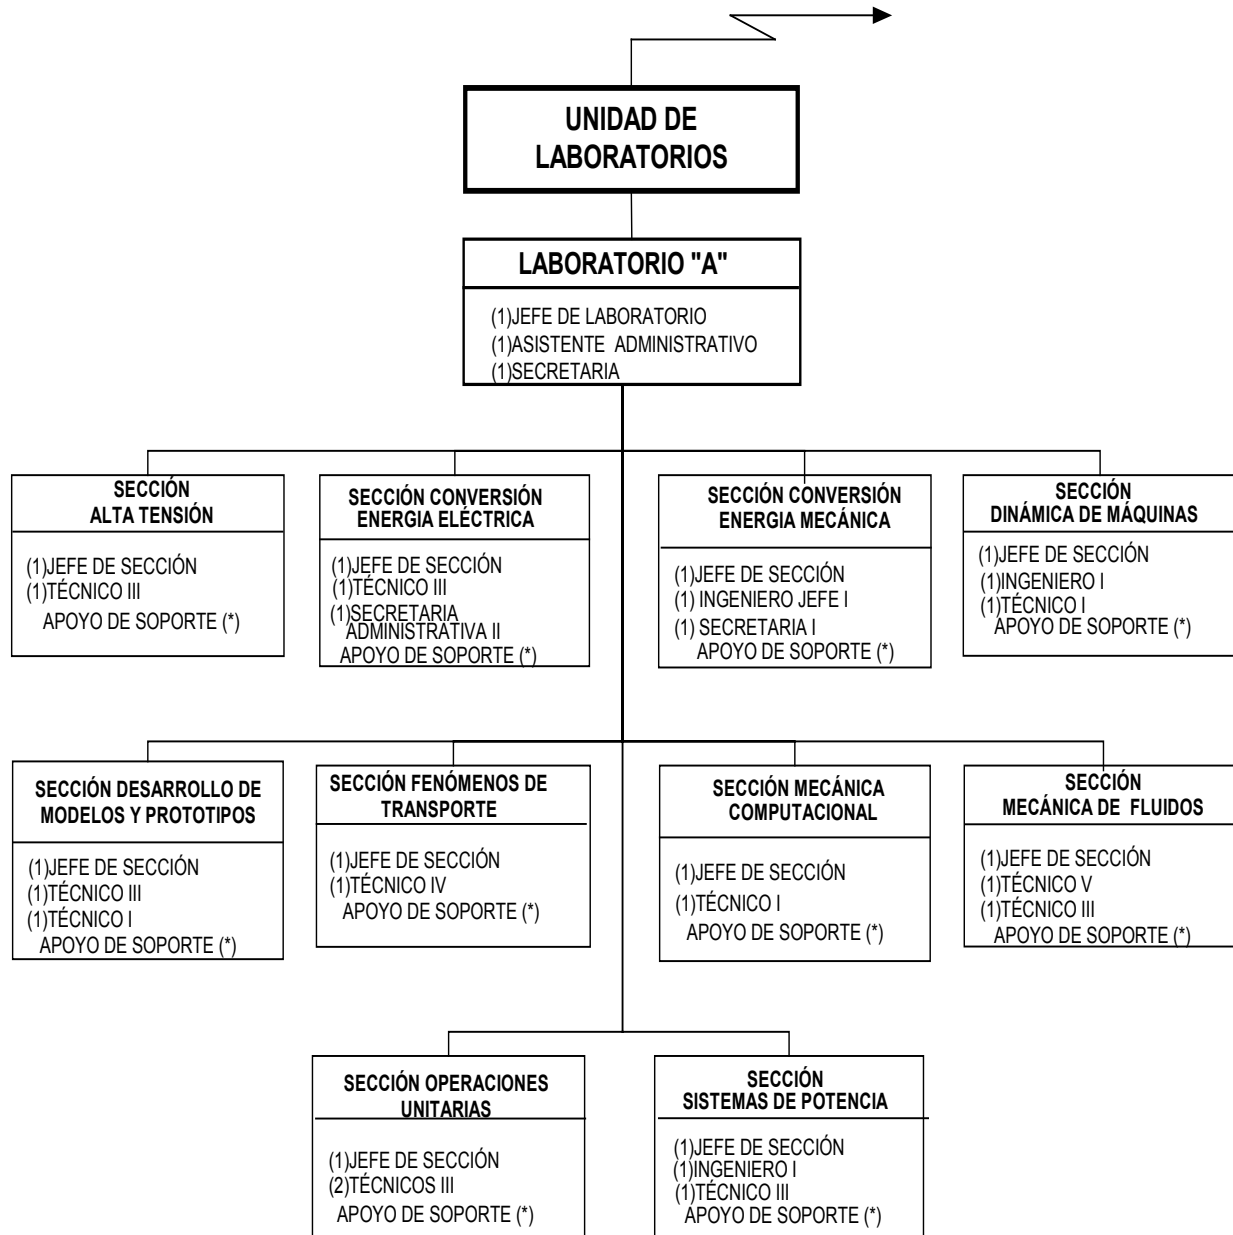 UNIDAD DE
LABORATORIOS
LABORATORIO "A"
(1)JEFE DE LABORATORIO
(1)ASISTENTE ADMINISTRATIVO
(1)SECRETARIA
SECCIÓN
ALTA TENSIÓN
(1)JEFE DE SECCIÓN
(1)TÉCNICO III
APOYO DE SOPORTE (*)
SECCIÓN CONVERSIÓN
ENERGIA ELÉCTRICA
(1)JEFE DE SECCIÓN
(1)TÉCNICO III
(1)SECRETARIA
ADMINISTRATIVA II
APOYO DE SOPORTE (*)
SECCIÓN CONVERSIÓN
ENERGIA MECÁNICA
(1)JEFE DE SECCIÓN
(1) INGENIERO JEFE I
(1) SECRETARIA I
APOYO DE SOPORTE (*)
SECCIÓN
DINÁMICA DE MÁQUINAS
(1)JEFE DE SECCIÓN
(1)INGENIERO I
(1)TÉCNICO I
APOYO DE SOPORTE (*)
SECCIÓN DESARROLLO DE
MODELOS Y PROTOTIPOS
(1)JEFE DE SECCIÓN
(1)TÉCNICO III
(1)TÉCNICO I
APOYO DE SOPORTE (*)
SECCIÓN FENÓMENOS DE
TRANSPORTE
(1)JEFE DE SECCIÓN
(1)TÉCNICO IV
APOYO DE SOPORTE (*)
SECCIÓN MECÁNICA
COMPUTACIONAL
(1)JEFE DE SECCIÓN
(1)TÉCNICO I
APOYO DE SOPORTE (*)
SECCIÓN
MECÁNICA DE FLUIDOS
(1)JEFE DE SECCIÓN
(1)TÉCNICO V
(1)TÉCNICO III
APOYO DE SOPORTE (*)
SECCIÓN OPERACIONES
UNITARIAS
(1)JEFE DE SECCIÓN
(2)TÉCNICOS III
APOYO DE SOPORTE (*)
SECCIÓN
SISTEMAS DE POTENCIA
(1)JEFE DE SECCIÓN
(1)INGENIERO I
(1)TÉCNICO III
APOYO DE SOPORTE (*)